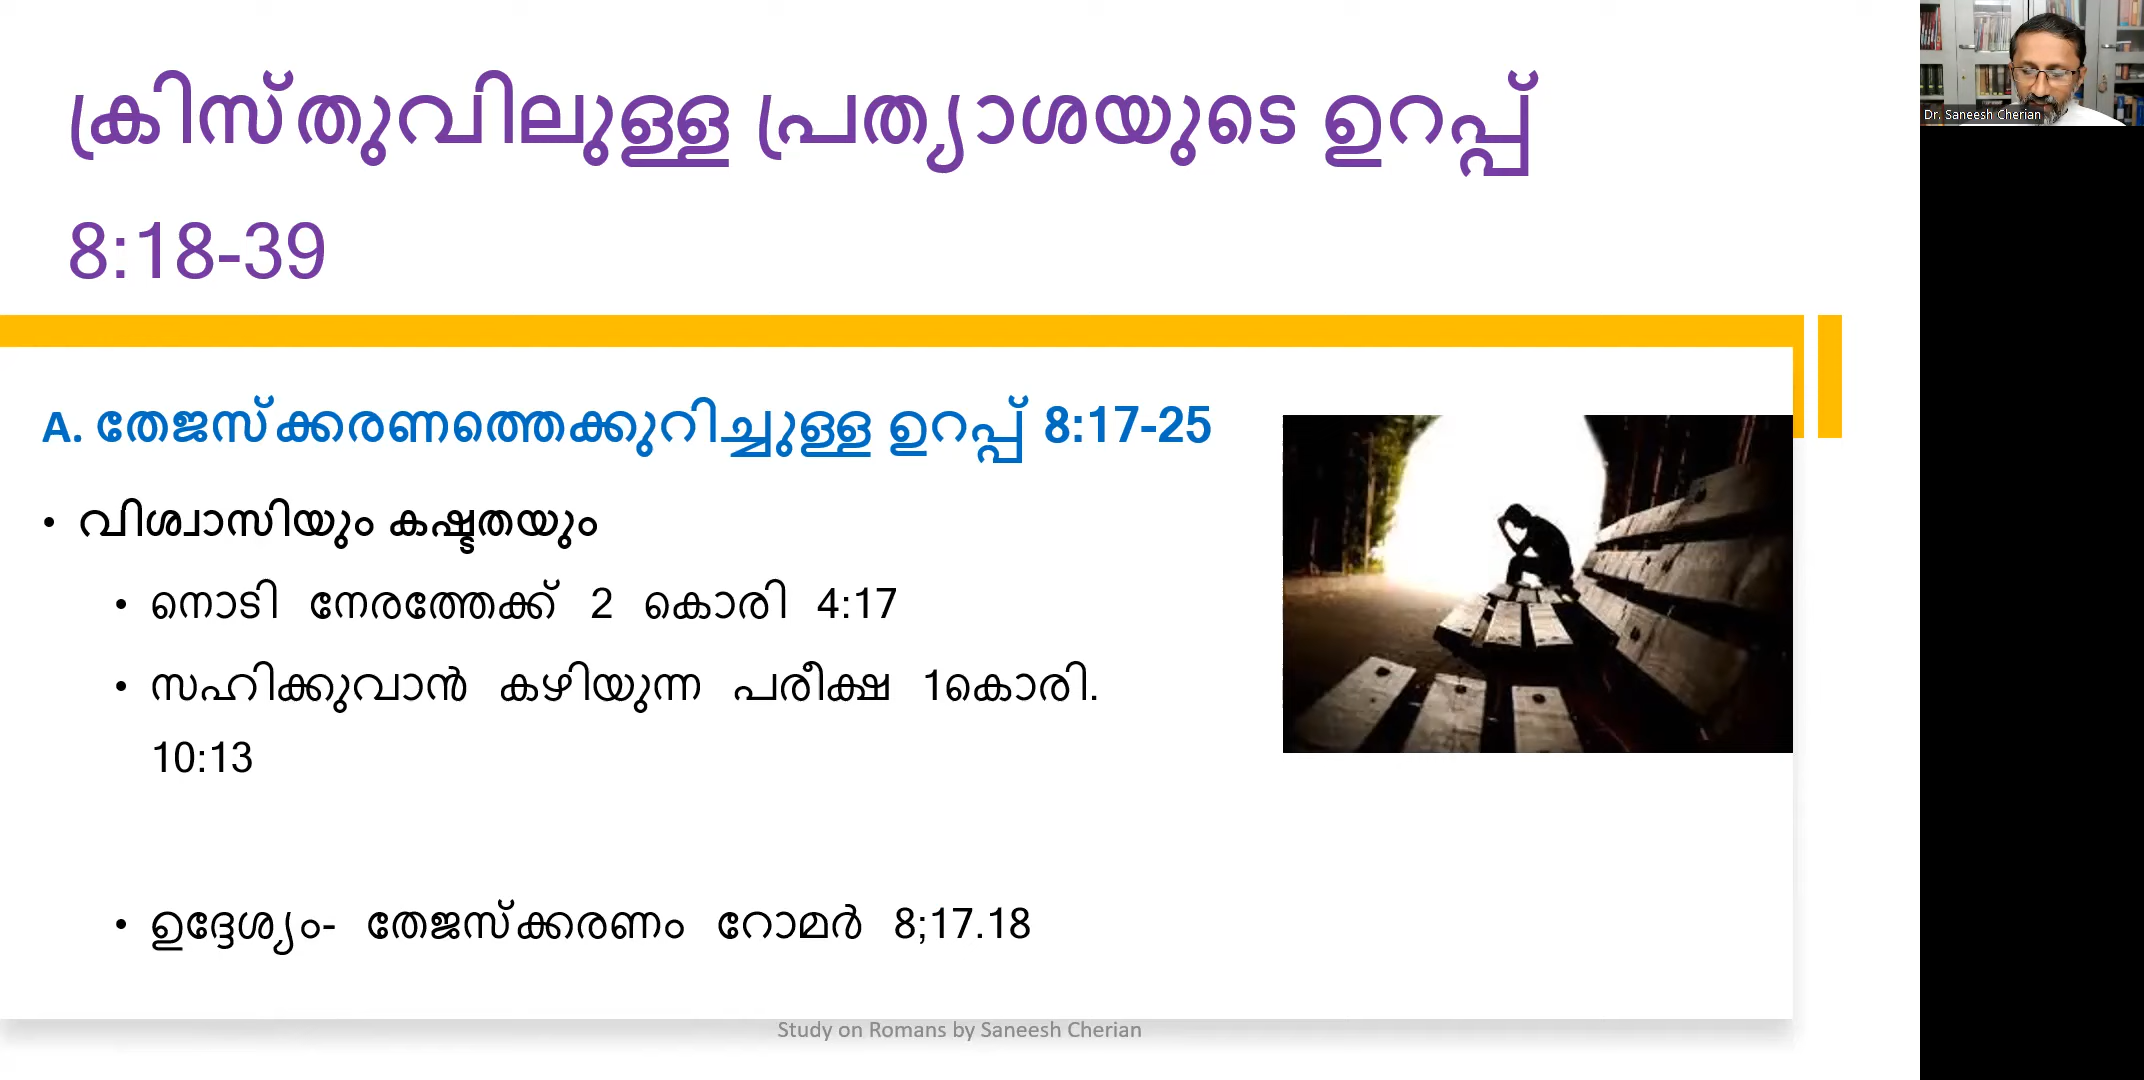 ക്രിസ്തുവിലുള്ള പ്രത്യാശയുടെ ഉറപ്പ്
8:18-39
A. തേജസ്ക്കരണത്തെക്കുറിച്ചുള്ള ഉറപ്പ് 8:17-25
• വിശ്വാസിയും കഷ്ടതയും
• നൊടി നേരത്തേക്ക് 2 കൊരി 4:17
• സഹിക്കുവാൻ കഴിയുന്ന പരീക്ഷ 1കൊരി.
10:13
• ഉദ്ദേശ്യം- തേജസ്ക്കരണം റോമർ 8;17.18
Study on Romans by Saneesh Cherian
Dr. Saneesh Cherian